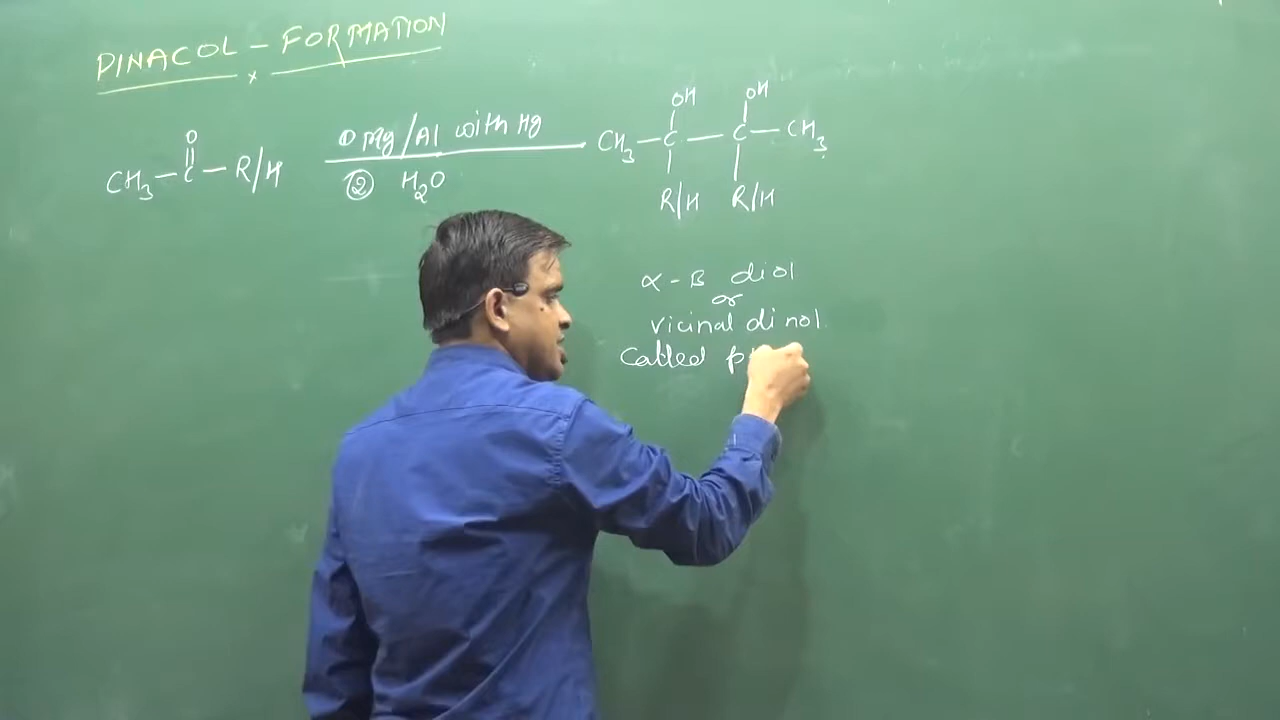 PINACOL - FORMATION
x
O
CH3 - C - R/H
① Mg/Al with Hg
② H2O
OH OH
CH3 - C - C - CH3
R/H R/H
α - B diol
or
vicinal di nol
Called